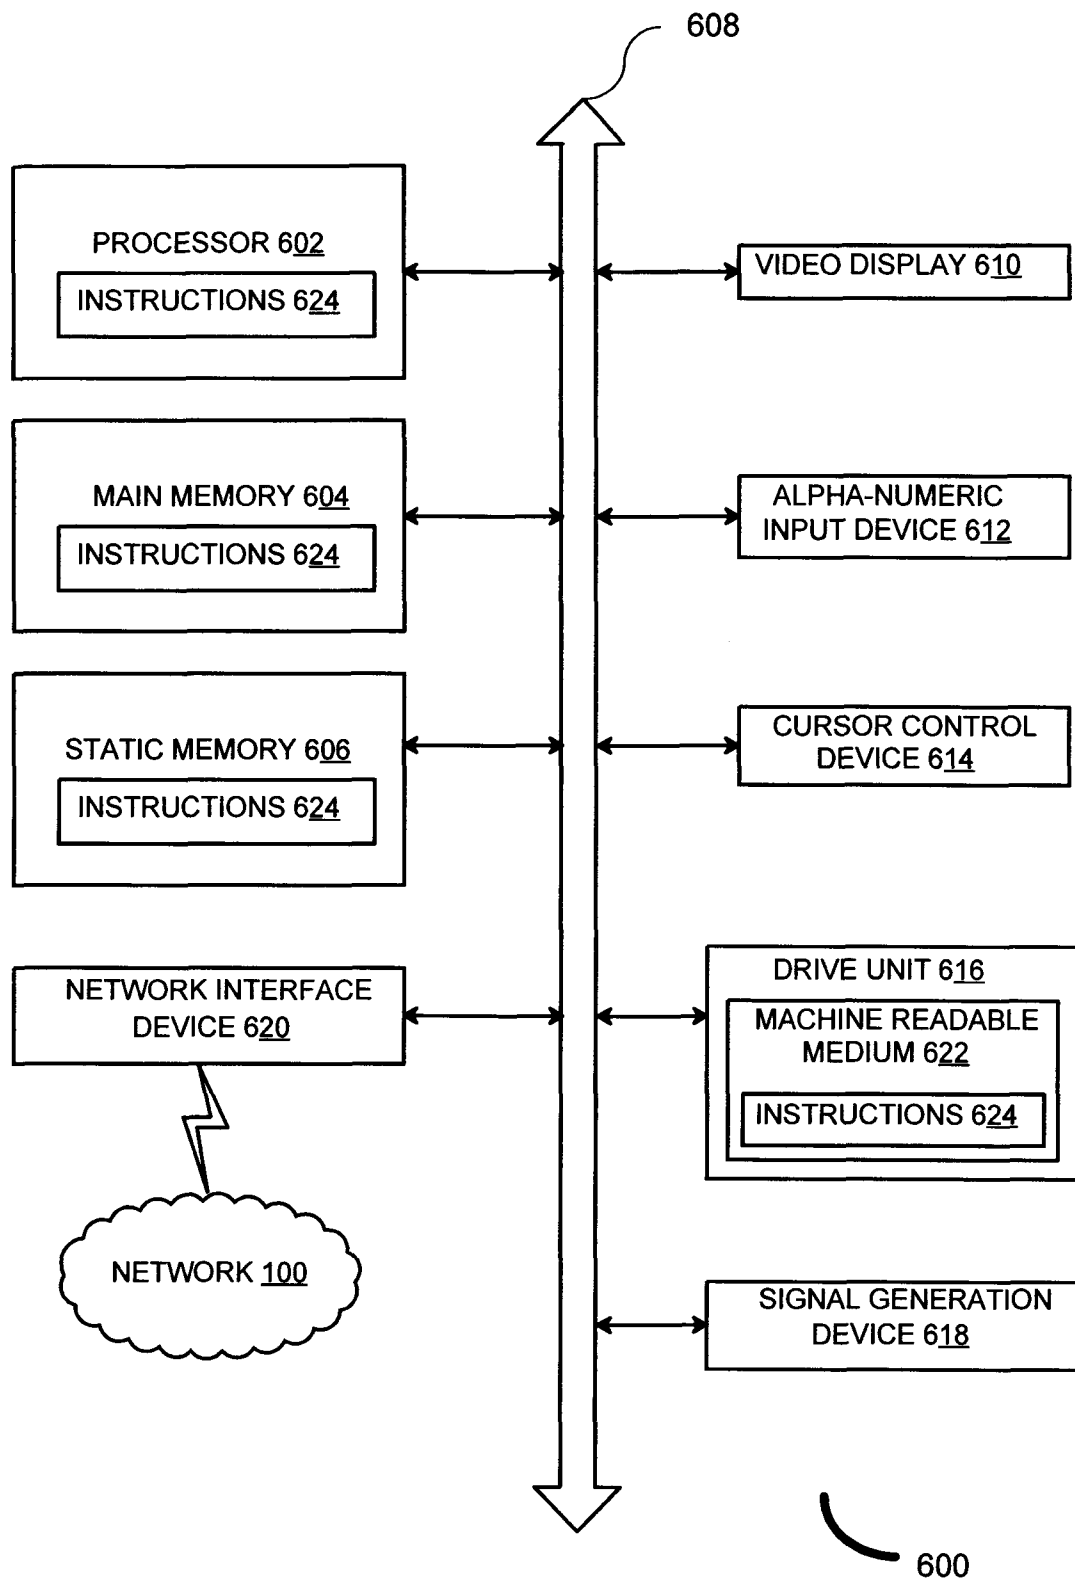 608
PROCESSOR 602
INSTRUCTIONS 624
MAIN MEMORY 604
INSTRUCTIONS 624
STATIC MEMORY 606
INSTRUCTIONS 624
NETWORK INTERFACE
DEVICE 620
NETWORK 100
VIDEO DISPLAY 610
ALPHA-NUMERIC
INPUT DEVICE 612
CURSOR CONTROL
DEVICE 614
DRIVE UNIT 616
MACHINE READABLE
MEDIUM 622
INSTRUCTIONS 624
SIGNAL GENERATION
DEVICE 618
600